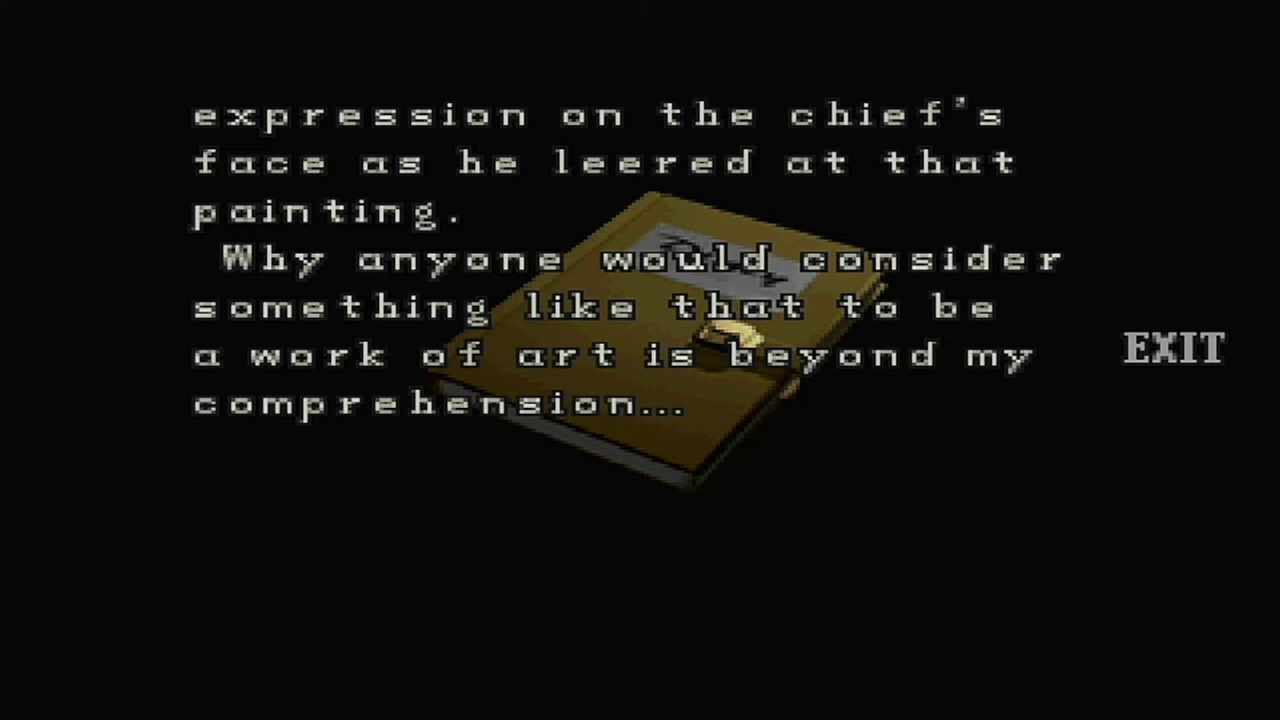 expression on the chief's
face as he leered at that
painting.
Why anyone would consider
something like that to be
a work of art is beyond my
comprehension...
EXIT
Diary